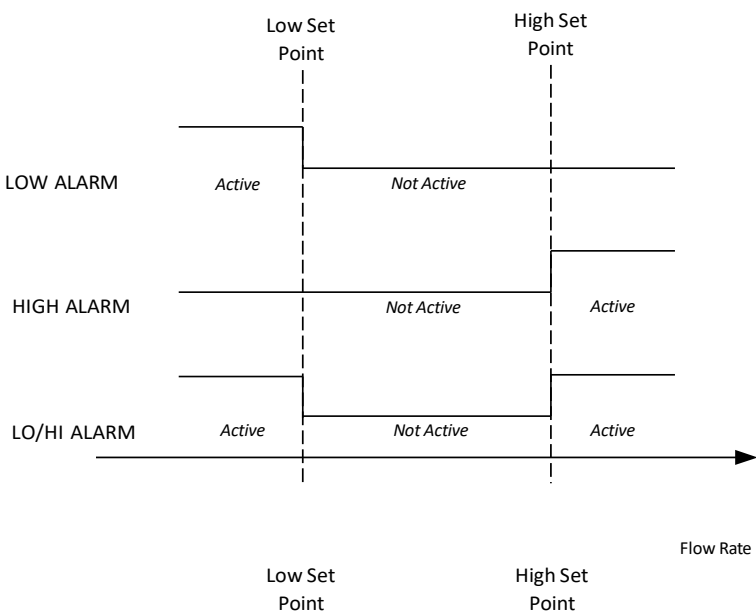 Low Set
Point
High Set
Point
LOW ALARM
Active
Not Active
HIGH ALARM
Not Active
Active
LO/HI ALARM
Active
Not Active
Active
Flow Rate
Low Set
Point
High Set
Point